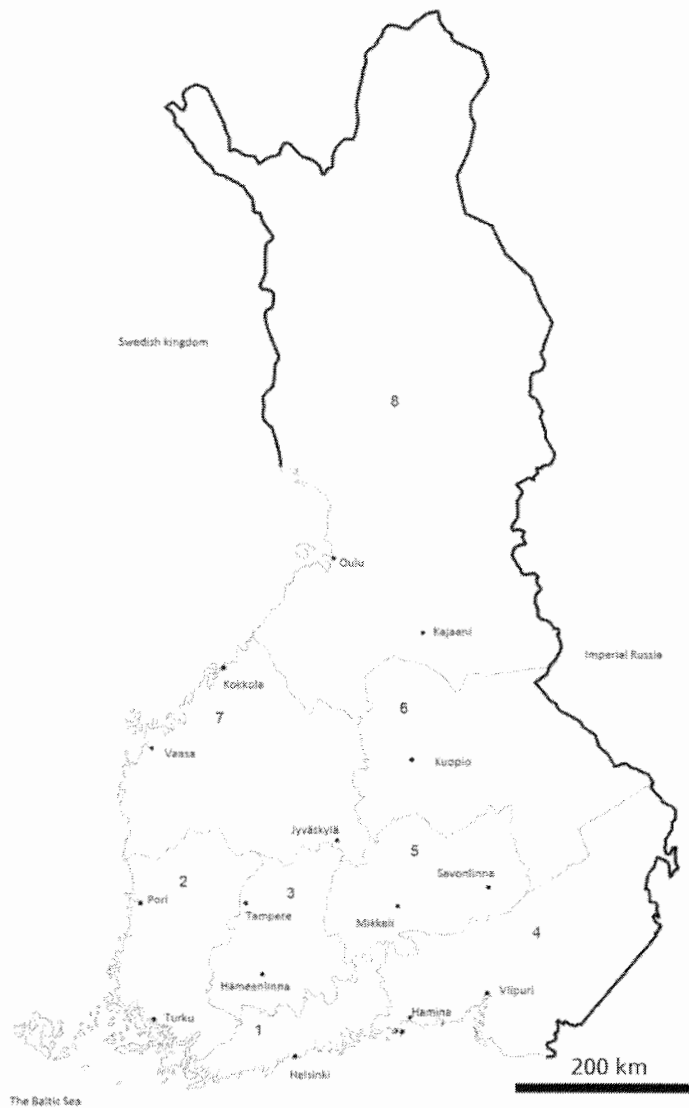 Swedish kingdom
8
Oulu
Kajaani
Imperial Russia
Kokkola
7
6
Vaasa
Kuopio
Jyväskylä
5
2
3
Savonlinna
Pori
Tampere
Mikkeli
4
Hämeenlinna
Viipuri
Turku
Hamina
1
Helsinki
200 km
The Baltic Sea